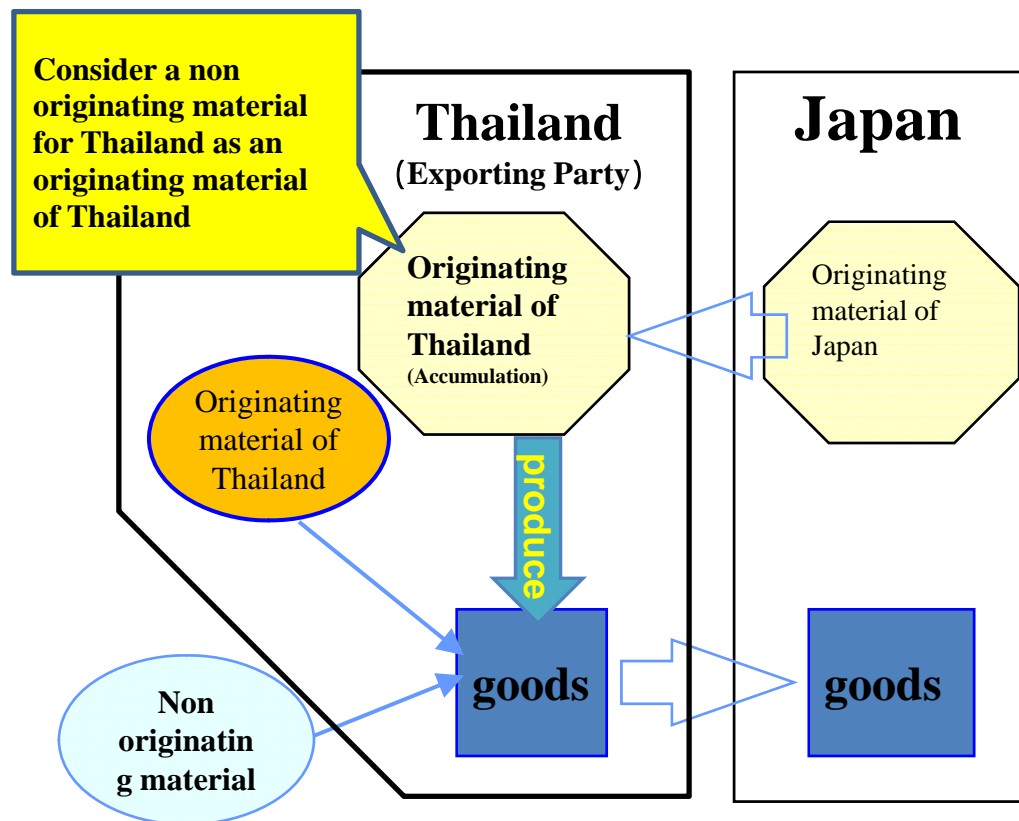 Consider a non
originating material
for Thailand as an
originating material
of Thailand
Thailand
(Exporting Party)
Japan
Originating
material of
Thailand
(Accumulation)
Originating
material of
Japan
Originating
material of
Thailand
produce
Non
originatin
g material
goods
goods